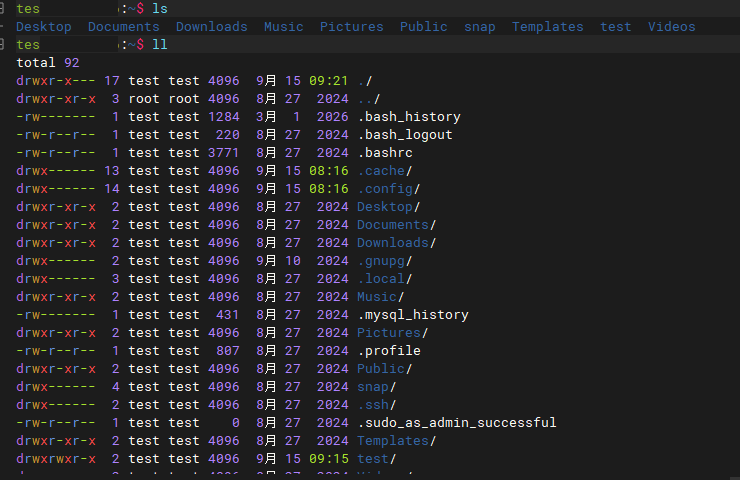 tes :~$ ls
Desktop Documents Downloads Music Pictures Public snap Templates test Videos
tes :~$ ll
total 92
drwxr-x--- 17 test test 4096 9月 15 09:21 ./
drwxr-xr-x 3 root root 4096 8月 27 2024 ../
-rw------- 1 test test 1284 3月 1 2026 .bash_history
-rw-r--r-- 1 test test 220 8月 27 2024 .bash_logout
-rw-r--r-- 1 test test 3771 8月 27 2024 .bashrc
drwx------ 13 test test 4096 9月 15 08:16 .cache/
drwx------ 14 test test 4096 9月 15 08:16 .config/
drwxr-xr-x 2 test test 4096 8月 27 2024 Desktop/
drwxr-xr-x 2 test test 4096 8月 27 2024 Documents/
drwxr-xr-x 2 test test 4096 8月 27 2024 Downloads/
drwx------ 2 test test 4096 9月 10 2024 .gnupg/
drwx------ 3 test test 4096 8月 27 2024 .local/
drwxr-xr-x 2 test test 4096 8月 27 2024 Music/
-rw------- 1 test test 431 8月 27 2024 .mysql_history
drwxr-xr-x 2 test test 4096 8月 27 2024 Pictures/
-rw-r--r-- 1 test test 807 8月 27 2024 .profile
drwxr-xr-x 2 test test 4096 8月 27 2024 Public/
drwx------ 4 test test 4096 8月 27 2024 snap/
drwx------ 2 test test 4096 8月 27 2024 .ssh/
-rw-r--r-- 1 test test 0 8月 27 2024 .sudo_as_admin_successful
drwxr-xr-x 2 test test 4096 8月 27 2024 Templates/
drwxrwxr-x 2 test test 4096 9月 15 09:15 test/